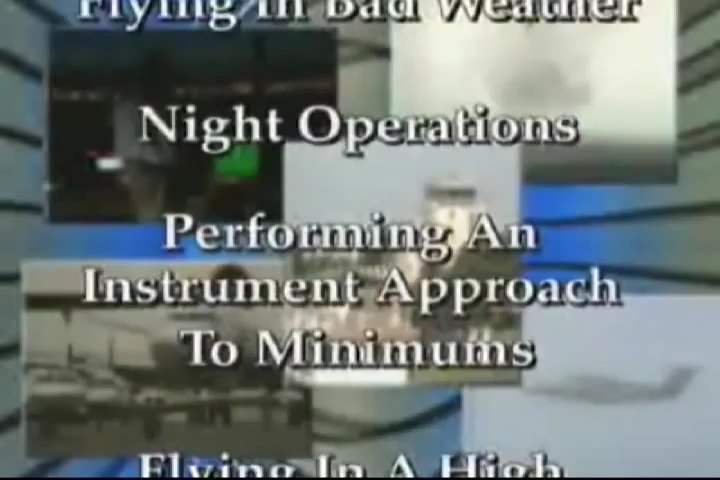 Flying In Bad Weather
Night Operations
Performing An
Instrument Approach
To Minimums
Flying In A High